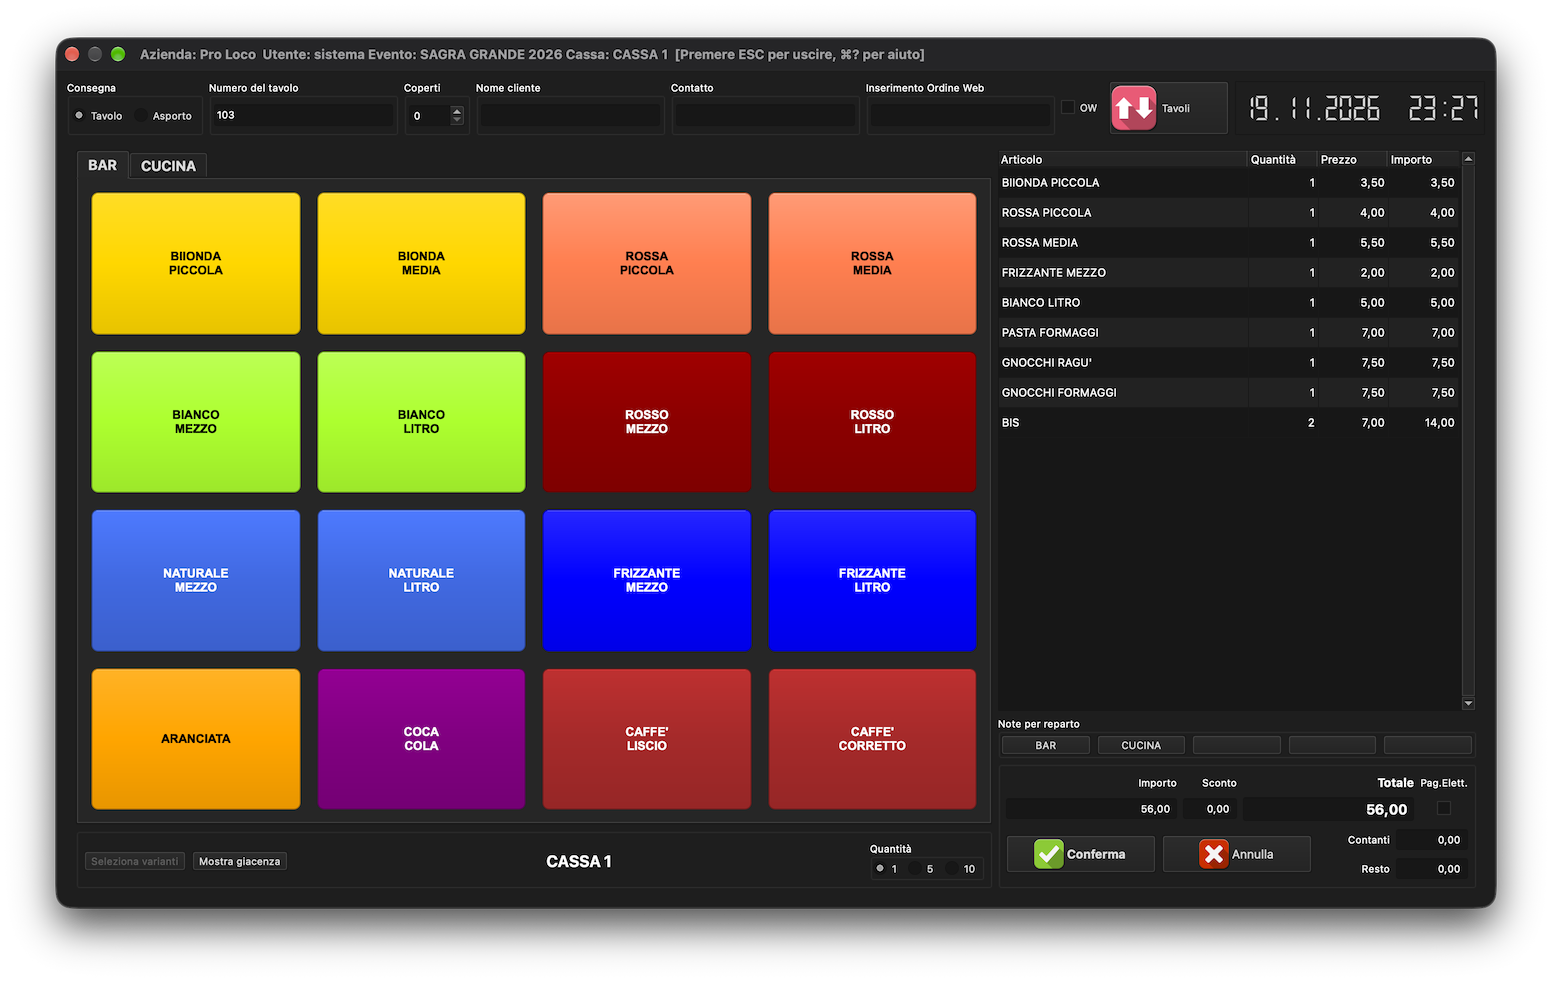 Azienda: Pro Loco  Utente: sistema Evento: SAGRA GRANDE 2026 Cassa: CASSA 1  [Premere ESC per uscire, ⌘? per aiuto]
Consegna
Tavolo
Asporto
Numero del tavolo
103
Coperti
0
Nome cliente
Contatto
Inserimento Ordine Web
OW
Tavoli
19.11.2026 23:27
BAR
CUCINA
BIIONDA
PICCOLA
BIONDA
MEDIA
ROSSA
PICCOLA
ROSSA
MEDIA
BIANCO
MEZZO
BIANCO
LITRO
ROSSO
MEZZO
ROSSO
LITRO
NATURALE
MEZZO
NATURALE
LITRO
FRIZZANTE
MEZZO
FRIZZANTE
LITRO
ARANCIATA
COCA
COLA
CAFFE'
LISCIO
CAFFE'
CORRETTO
Seleziona varianti
Mostra giacenza
CASSA 1
Quantità
1
5
10
Articolo Quantità Prezzo Importo
BIIONDA PICCOLA 1 3,50 3,50
ROSSA PICCOLA 1 4,00 4,00
ROSSA MEDIA 1 5,50 5,50
FRIZZANTE MEZZO 1 2,00 2,00
BIANCO LITRO 1 5,00 5,00
PASTA FORMAGGI 1 7,00 7,00
GNOCCHI RAGU' 1 7,50 7,50
GNOCCHI FORMAGGI 1 7,50 7,50
BIS 2 7,00 14,00
Note per reparto
BAR
CUCINA
Importo Sconto Totale Pag.Elett.
56,00 0,00 56,00
Conferma
Annulla
Contanti 0,00
Resto 0,00